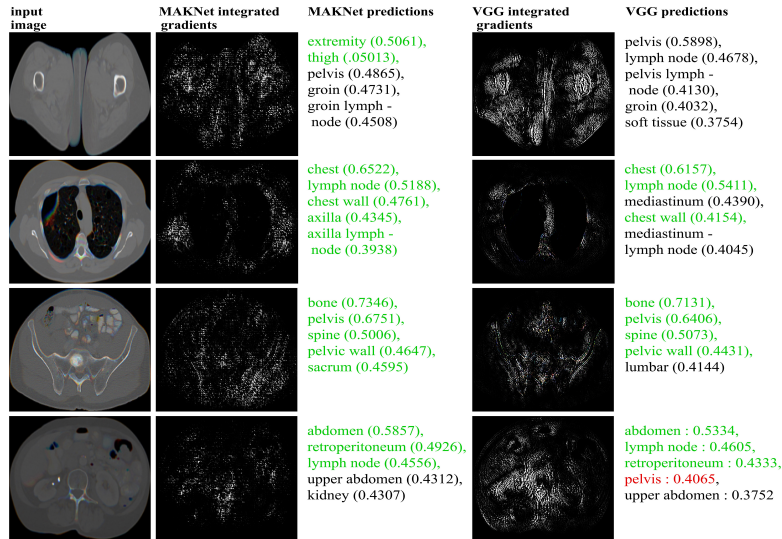 input
image
MAKNet integrated
gradients
MAKNet predictions
VGG integrated
gradients
VGG predictions
extremity (0.5061),
thigh (.05013),
pelvis (0.4865),
groin (0.4731),
groin lymph -
node (0.4508)
pelvis (0.5898),
lymph node (0.4678),
pelvis lymph -
node (0.4130),
groin (0.4032),
soft tissue (0.3754)
chest (0.6522),
lymph node (0.5188),
chest wall (0.4761),
axilla (0.4345),
axilla lymph -
node (0.3938)
chest (0.6157),
lymph node (0.5411),
mediastinum (0.4390),
chest wall (0.4154),
mediastinum -
lymph node (0.4045)
bone (0.7346),
pelvis (0.6751),
spine (0.5006),
pelvic wall (0.4647),
sacrum (0.4595)
bone (0.7131),
pelvis (0.6406),
spine (0.5073),
pelvic wall (0.4431),
lumbar (0.4144)
abdomen (0.5857),
retroperitoneum (0.4926),
lymph node (0.4556),
upper abdomen (0.4312),
kidney (0.4307)
abdomen : 0.5334,
lymph node : 0.4605,
retroperitoneum : 0.4333,
pelvis : 0.4065,
upper abdomen : 0.3752